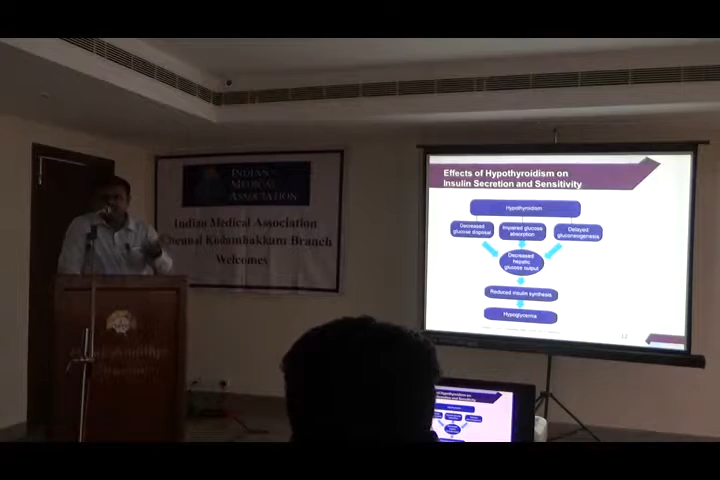 INDIAN
MEDICAL
ASSOCIATION
Indian Medical Association
Chennai Kodambakkam Branch
Welcomes
Effects of Hypothyroidism on
Insulin Secretion and Sensitivity
Hypothyroidism
Decreased
glucose disposal
Impaired glucose
absorption
Delayed
gluconeogenesis
Decreased
hepatic
glucose output
Reduced insulin synthesis
Hypoglycemia